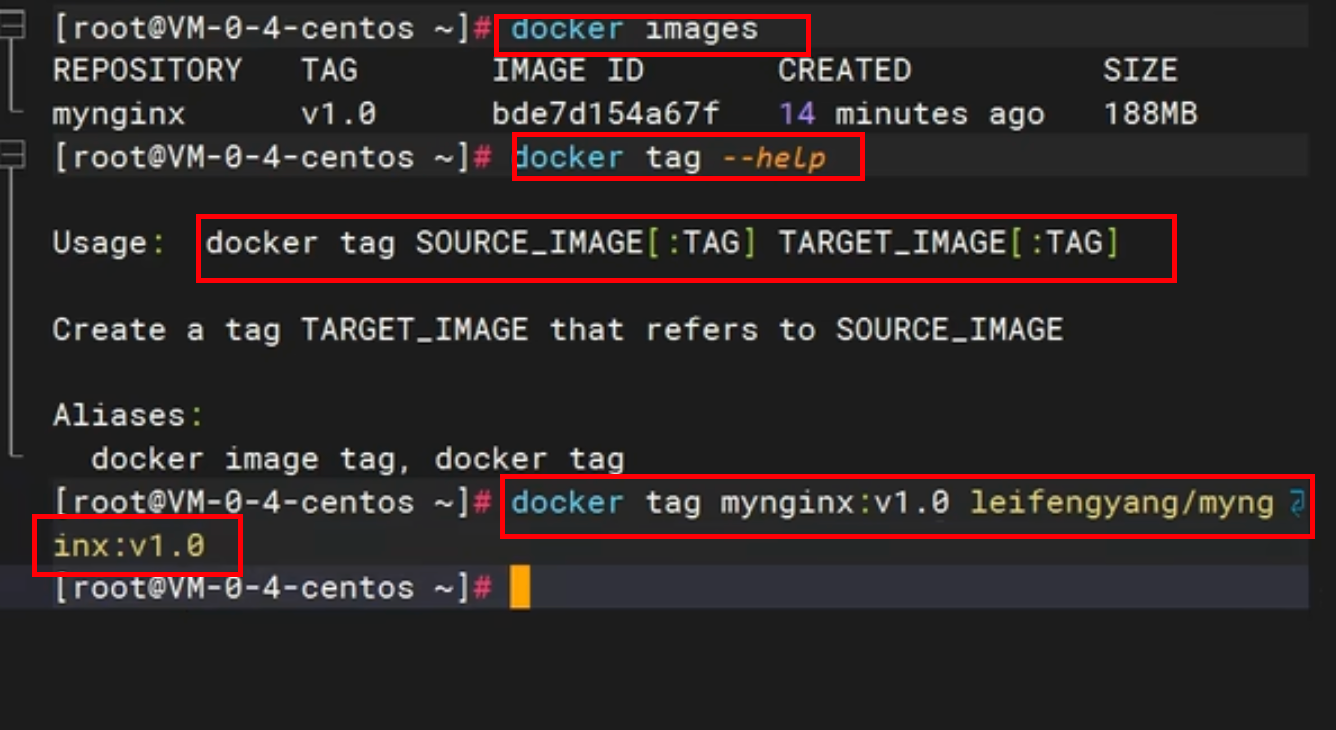 [root@VM-0-4-centos ~]# docker images
REPOSITORY TAG IMAGE ID CREATED SIZE
mynginx v1.0 bde7d154a67f 14 minutes ago 188MB
[root@VM-0-4-centos ~]# docker tag --help
Usage: docker tag SOURCE_IMAGE[:TAG] TARGET_IMAGE[:TAG]
Create a tag TARGET_IMAGE that refers to SOURCE_IMAGE
Aliases:
docker image tag, docker tag
[root@VM-0-4-centos ~]# docker tag mynginx:v1.0 leifengyang/myng
inx:v1.0
[root@VM-0-4-centos ~]#